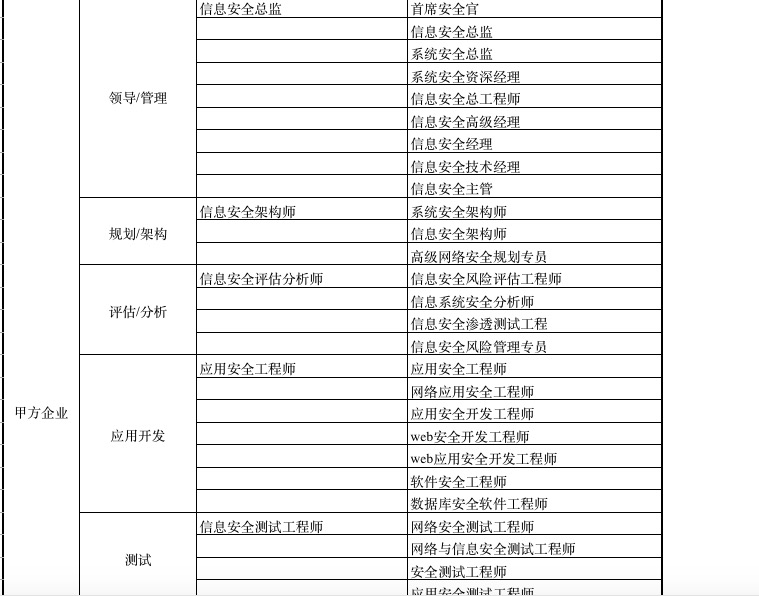 信息安全总监 首席安全官
信息安全总监
系统安全总监
系统安全资深经理
领导/管理 信息安全总工程师
信息安全高级经理
信息安全经理
信息安全技术经理
信息安全主管
信息安全架构师 系统安全架构师
规划/架构 信息安全架构师
高级网络安全规划专员
信息安全评估分析师 信息安全风险评估工程师
信息系统安全分析师
评估/分析 信息安全渗透测试工程
信息安全风险管理专员
应用安全工程师 应用安全工程师
网络应用安全工程师
甲方企业 应用安全开发工程师
应用开发 web安全开发工程师
web应用安全开发工程师
软件安全工程师
数据库安全软件工程师
信息安全测试工程师 网络安全测试工程师
网络与信息安全测试工程师
测试 安全测试工程师
应用安全测试工程师